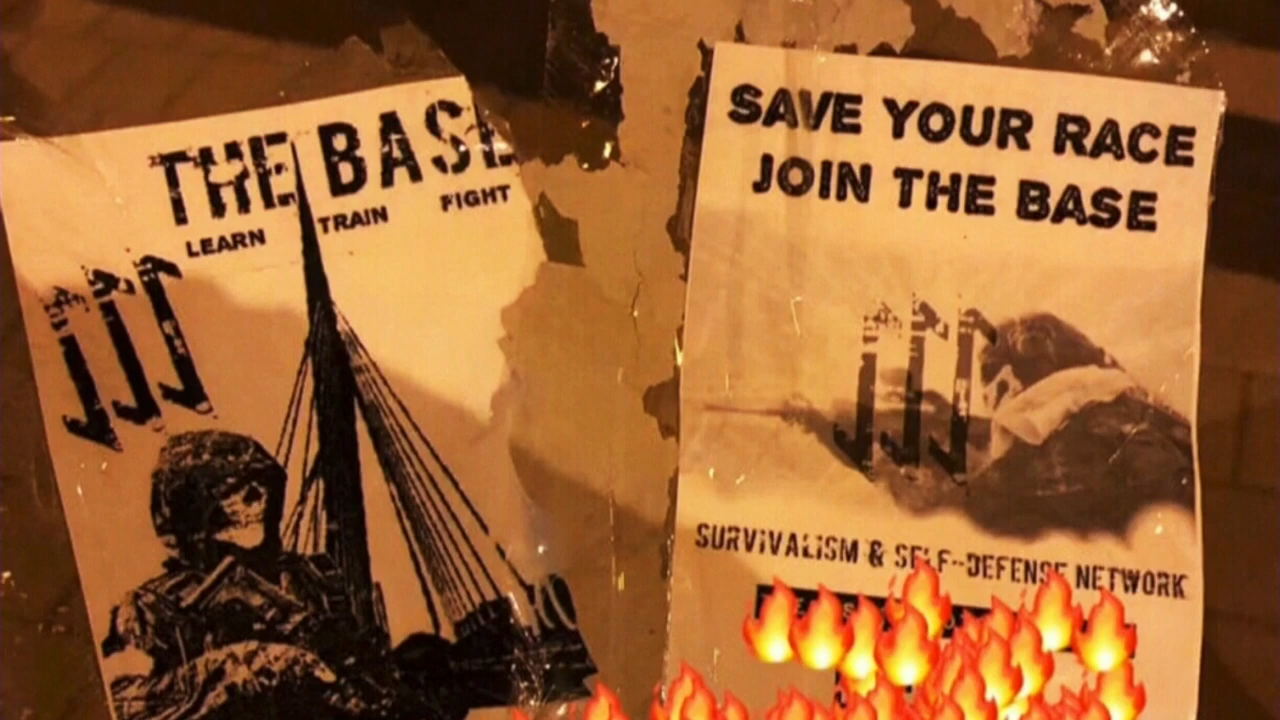 THE BASE
LEARN TRAIN FIGHT
SAVE YOUR RACE
JOIN THE BASE
SURVIVALISM & SELF-DEFENSE NETWORK